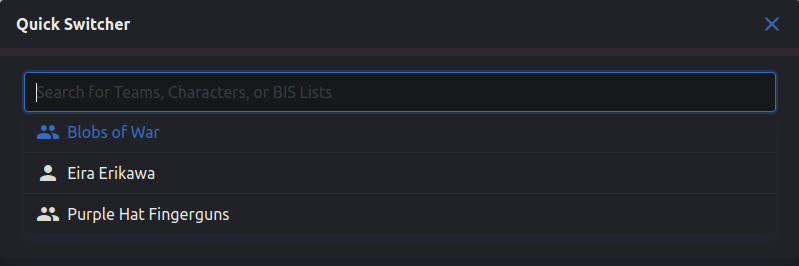 Quick Switcher
Search for Teams, Characters, or BIS Lists
Blobs of War
Eira Erikawa
Purple Hat Fingerguns